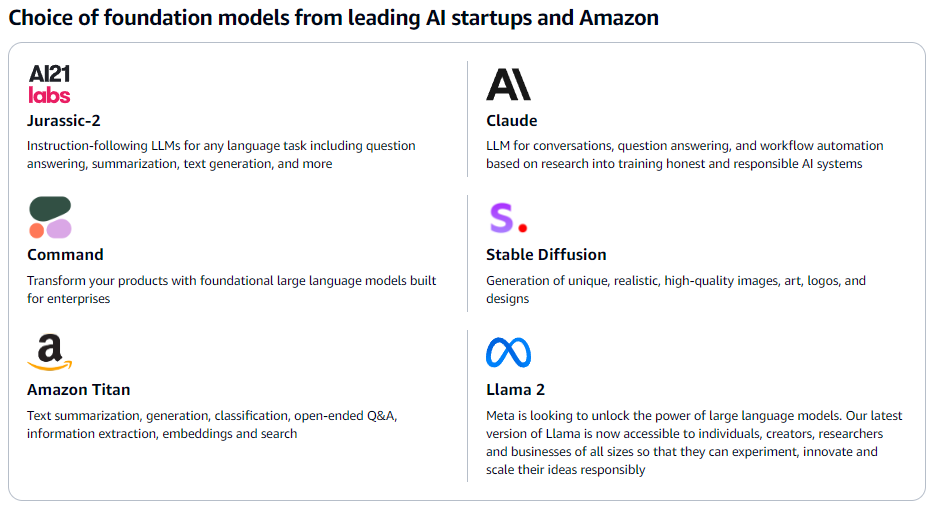 Choice of foundation models from leading AI startups and Amazon
AI21
labs
Jurassic-2
Instruction-following LLMs for any language task including question
answering, summarization, text generation, and more
AI
Claude
LLM for conversations, question answering, and workflow automation
based on research into training honest and responsible AI systems
Command
Transform your products with foundational large language models built
for enterprises
S.
Stable Diffusion
Generation of unique, realistic, high-quality images, art, logos, and
designs
a
Amazon Titan
Text summarization, generation, classification, open-ended Q&A,
information extraction, embeddings and search
Llama 2
Meta is looking to unlock the power of large language models. Our latest
version of Llama is now accessible to individuals, creators, researchers
and businesses of all sizes so that they can experiment, innovate and
scale their ideas responsibly